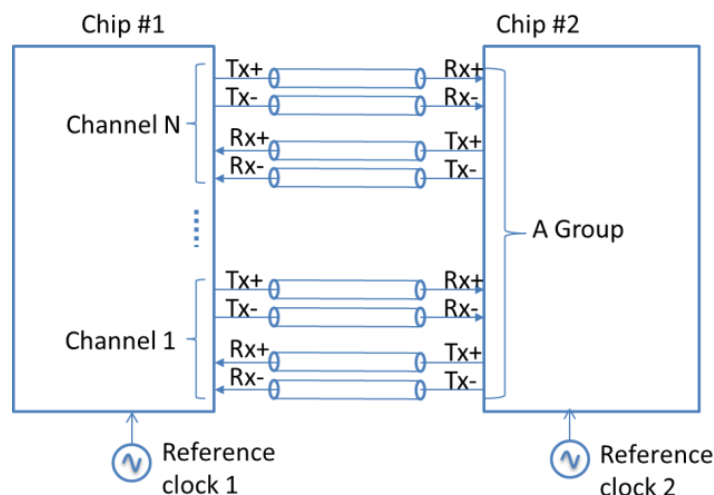 Chip #1
Chip #2
Tx+
Rx+
Tx-
Rx-
Channel N
Rx+
Tx+
Rx-
Tx-
A Group
Tx+
Rx+
Tx-
Rx-
Channel 1
Rx+
Tx+
Rx-
Tx-
Reference
clock 1
Reference
clock 2